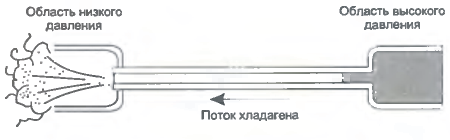 Область низкого
давления
Область высокого
давления
Поток хладагена